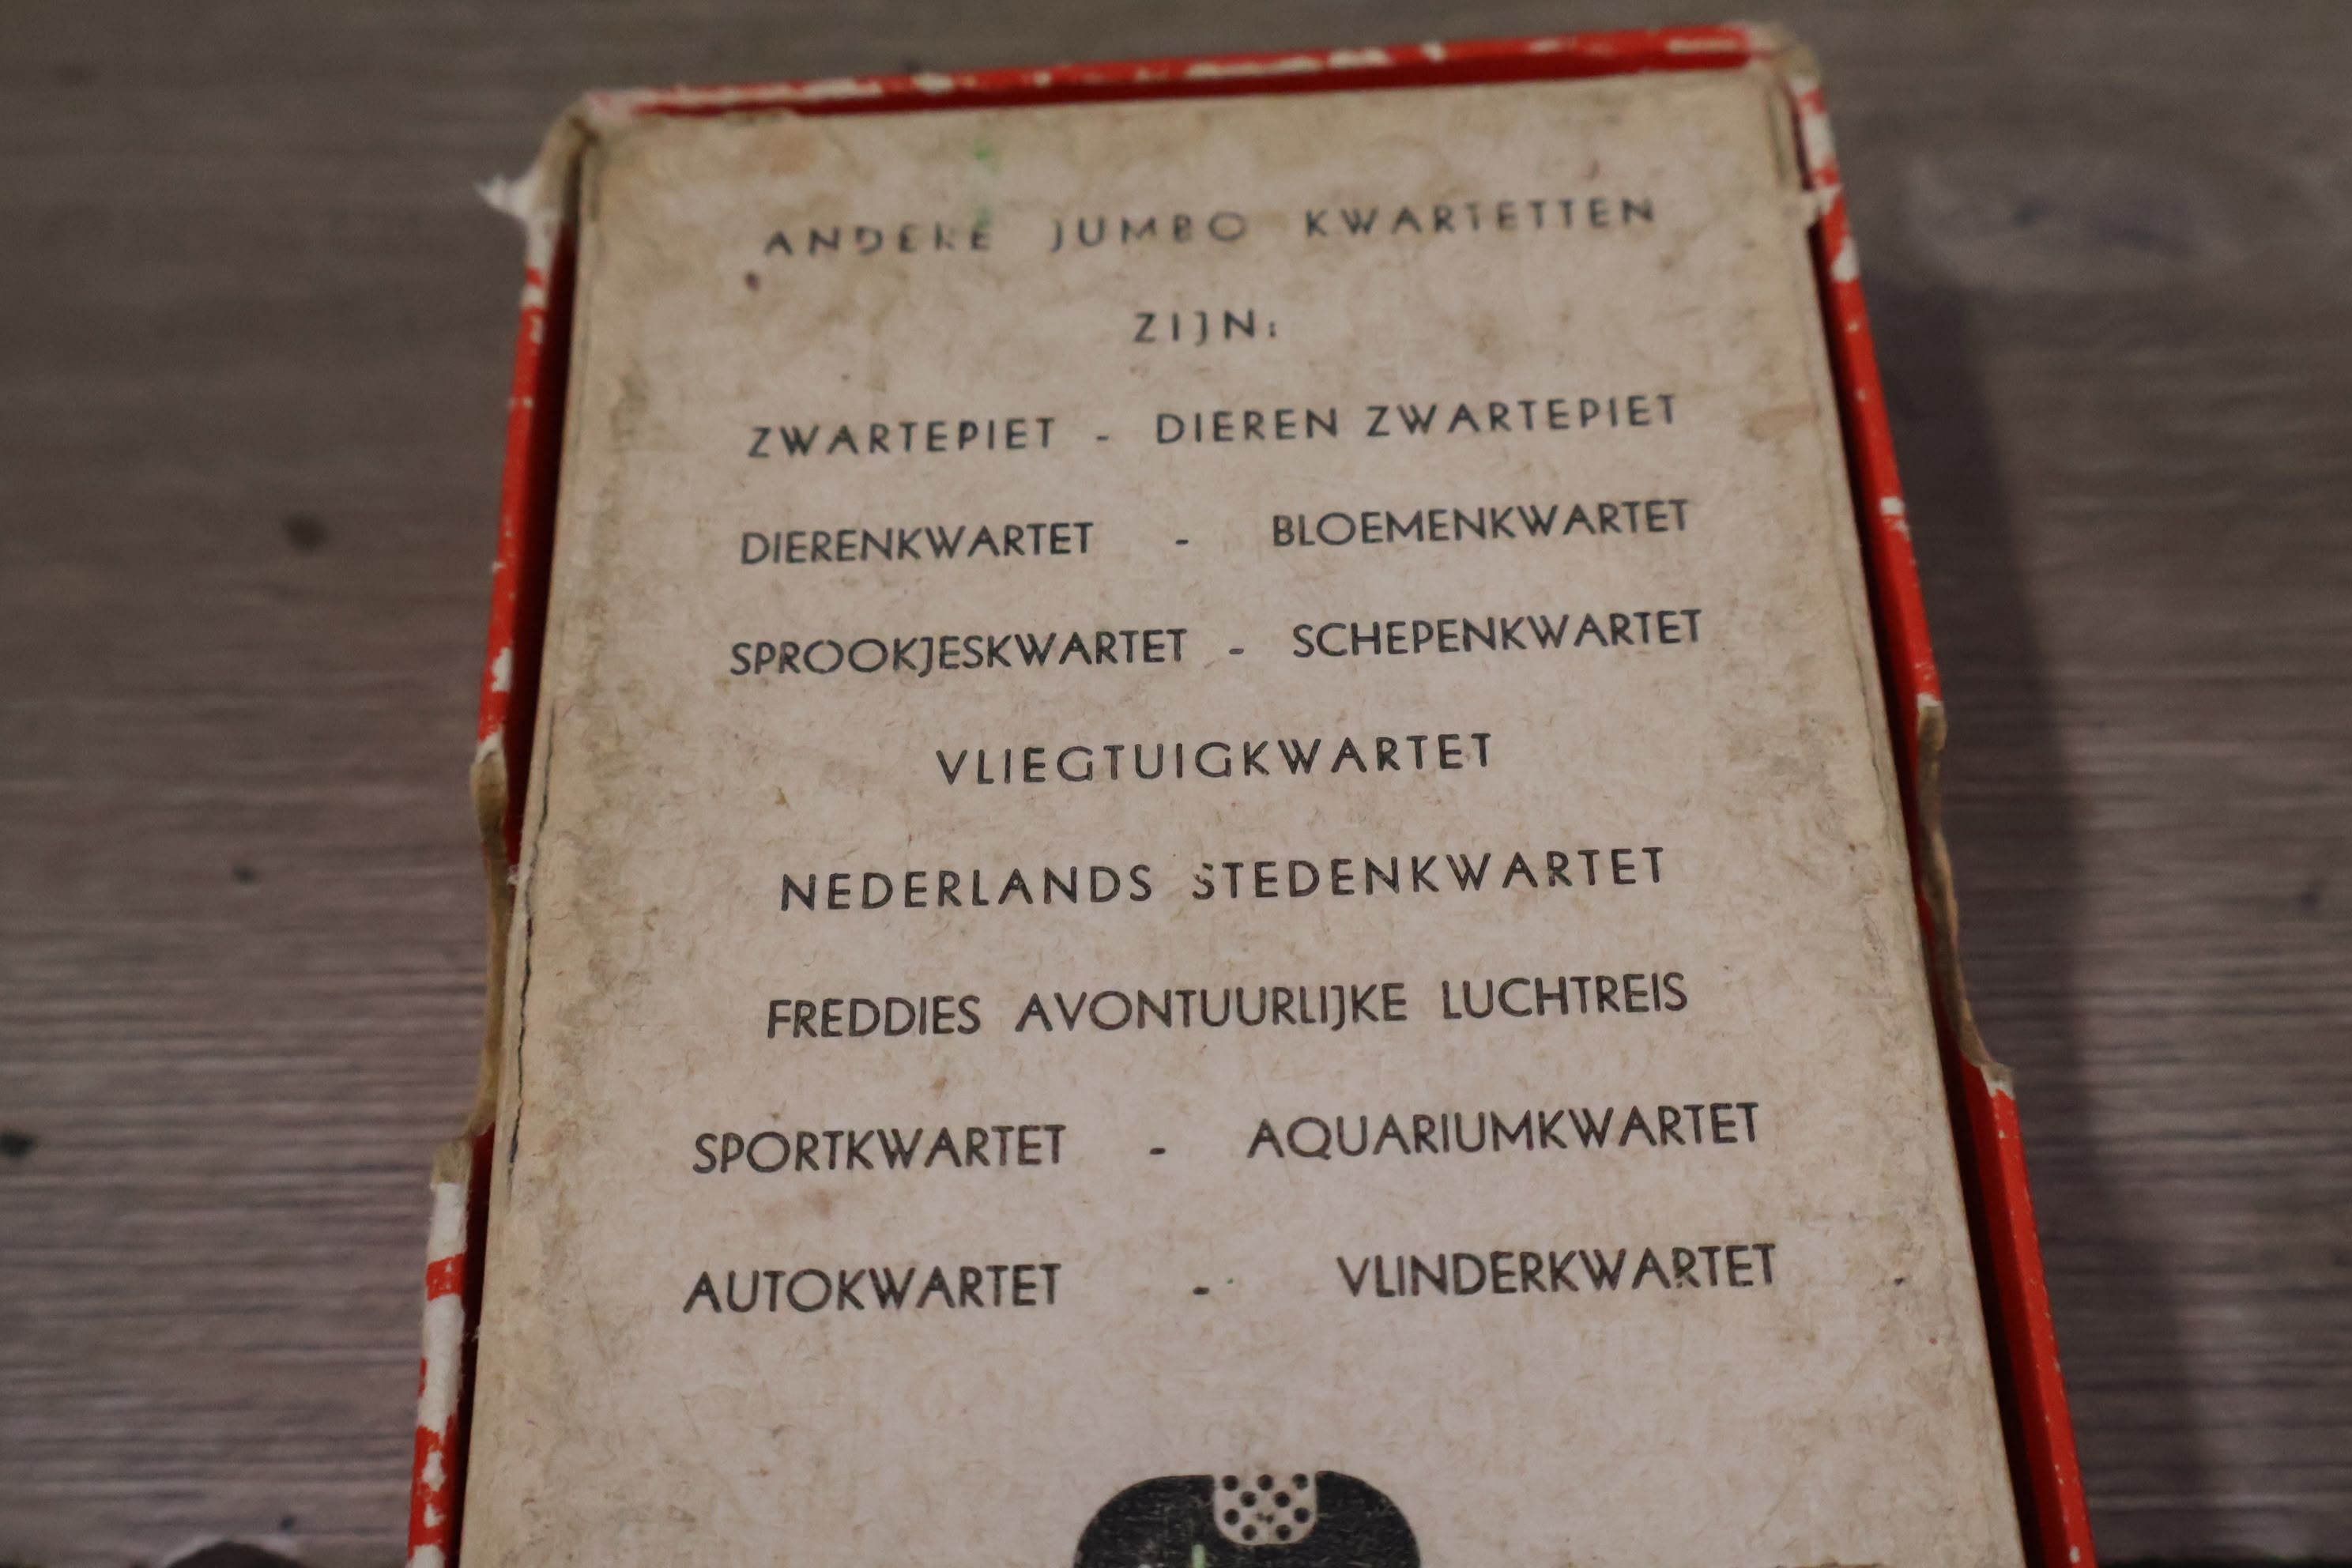 ANDERE JUMBO KWARTETTEN
ZIJN:
ZWARTEPIET - DIEREN ZWARTEPIET
DIERENKWARTET - BLOEMENKWARTET
SPROOKJESKWARTET - SCHEPENKWARTET
VLIEGTUIGKWARTET
NEDERLANDS STEDENKWARTET
FREDDIES AVONTUURLIJKE LUCHTREIS
SPORTKWARTET - AQUARIUMKWARTET
AUTOKWARTET - VLINDERKWARTET